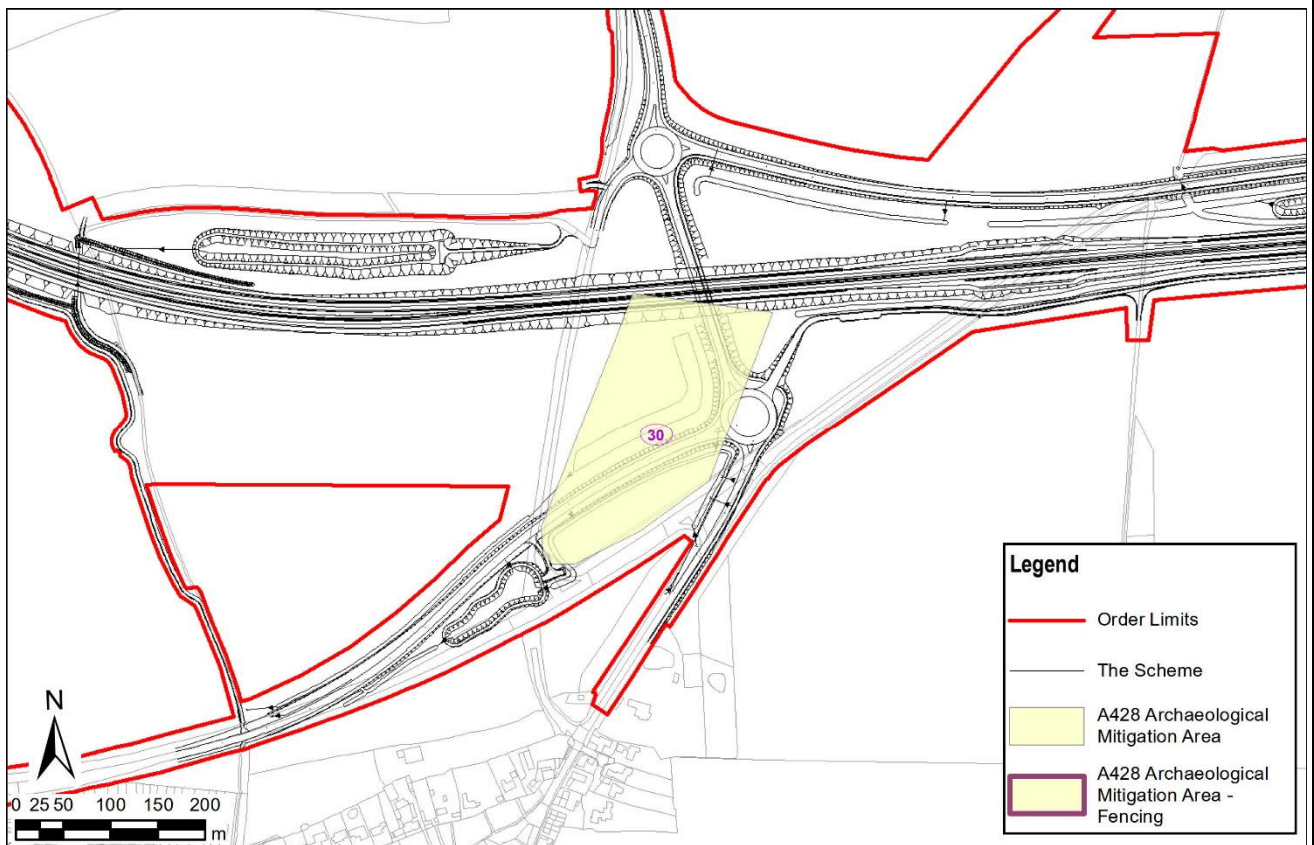 30
Legend
Order Limits
The Scheme
A428 Archaeological
Mitigation Area
A428 Archaeological
Mitigation Area -
Fencing
N
0 25 50 100 150 200
m